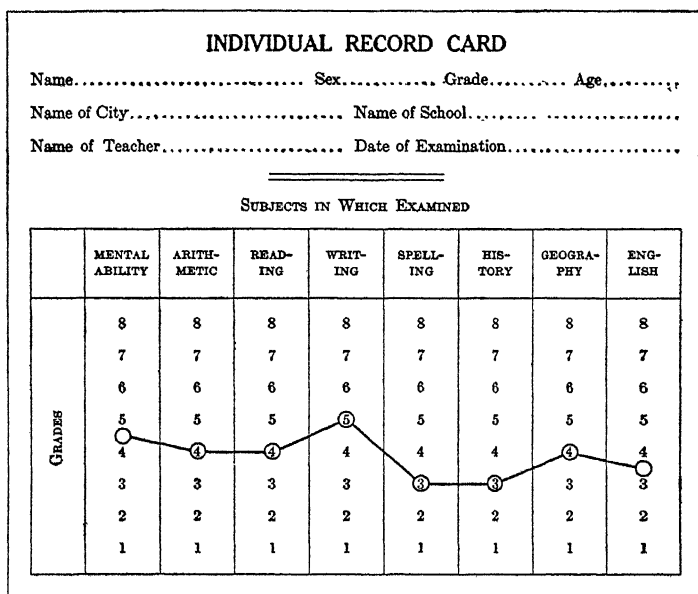 INDIVIDUAL RECORD CARD
Name........................... Sex............ Grade......... Age..........
Name of City......................... Name of School..........................
Name of Teacher..................... Date of Examination....................
SUBJECTS IN WHICH EXAMINED
MENTAL ARITH- READ- WRIT- SPELL- HIS- GEOGRA- ENG-
ABILITY METIC ING ING ING TORY PHY LISH
8 8 8 8 8 8 8 8
7 7 7 7 7 7 7 7
6 6 6 6 6 6 6 6
5 5 5 5 5 5 5 5
GRADES
4 4 4 4 4 4 4 4
3 3 3 3 3 3 3 3
2 2 2 2 2 2 2 2
1 1 1 1 1 1 1 1